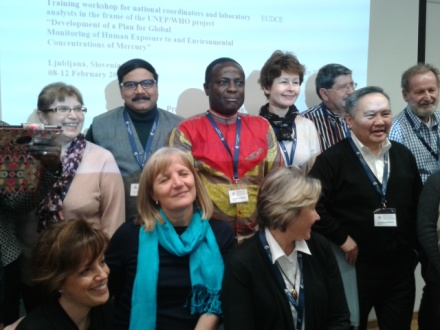 Training workshop for national coordinators and laboratory
analysts in the frame of the UNEP/WHO project
"Development of a Plan for Global
Monitoring of Human Exposure to and Environmental
Concentrations of Mercury"
Ljubljana, Slovenia
08-12 February